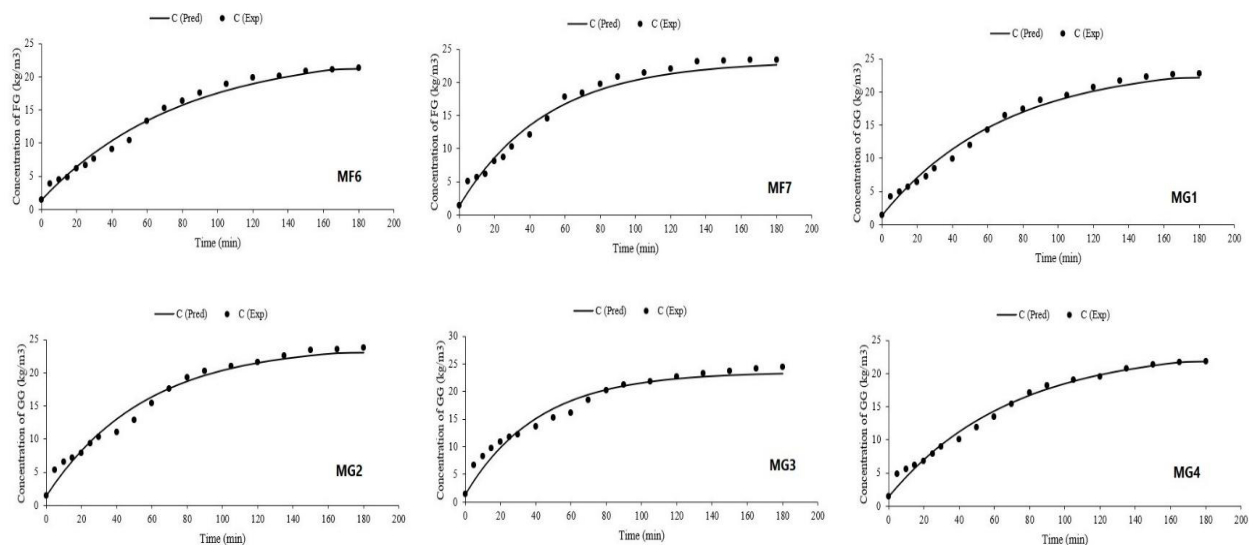 C (Pred) C (Exp)
Concentration of FG (kg/m3)
25
20
15
10
5
0
0 20 40 60 80 100 120 140 160 180 200
Time (min)
MF6
C (Pred) C (Exp)
Concentration of FG (kg/m3)
25
20
15
10
5
0
0 20 40 60 80 100 120 140 160 180 200
Time (min)
MF7
C (Pred) C (Exp)
Concentration of GG (kg/m3)
25
20
15
10
5
0
0 20 40 60 80 100 120 140 160 180 200
Time (min)
MG1
C (Pred) C (Exp)
Concentration of GG (kg/m3)
25
20
15
10
5
0
0 20 40 60 80 100 120 140 160 180 200
Time (min)
MG2
C (Pred) C (Exp)
Concentration of GG (kg/m3)
30
25
20
15
10
5
0
0 20 40 60 80 100 120 140 160 180 200
Time (min)
MG3
C (Pred) C (Exp)
Concentration of GG (kg/m3)
25
20
15
10
5
0
0 20 40 60 80 100 120 140 160 180 200
Time (min)
MG4